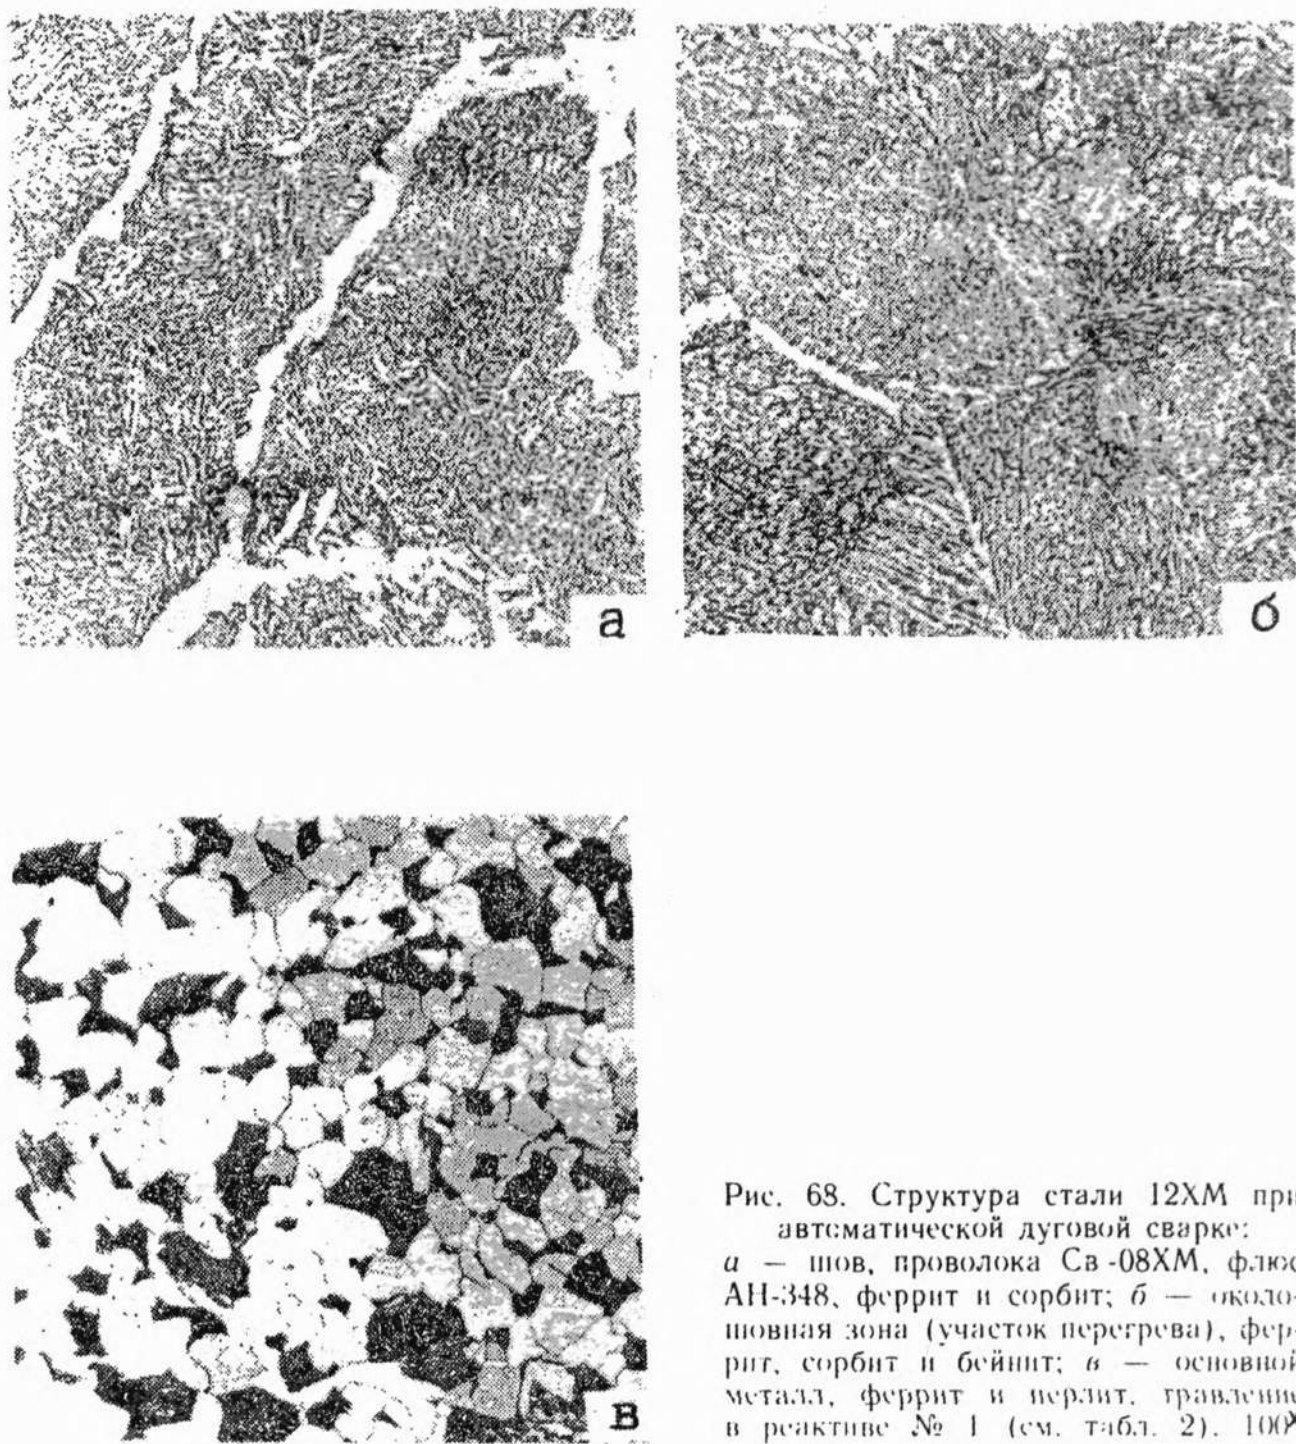 а
б
в
Рис. 68. Структура стали 12ХМ при
автоматической дуговой сварке:
а — шов, проволока Св-08ХМ, флюс
АН-348, феррит и сорбит; б — около-
шовная зона (участок перегрева), фер-
рит, сорбит и бейнит; в — основной
металл, феррит и перлит, травление
в реактиве № 1 (см. табл. 2). 100×